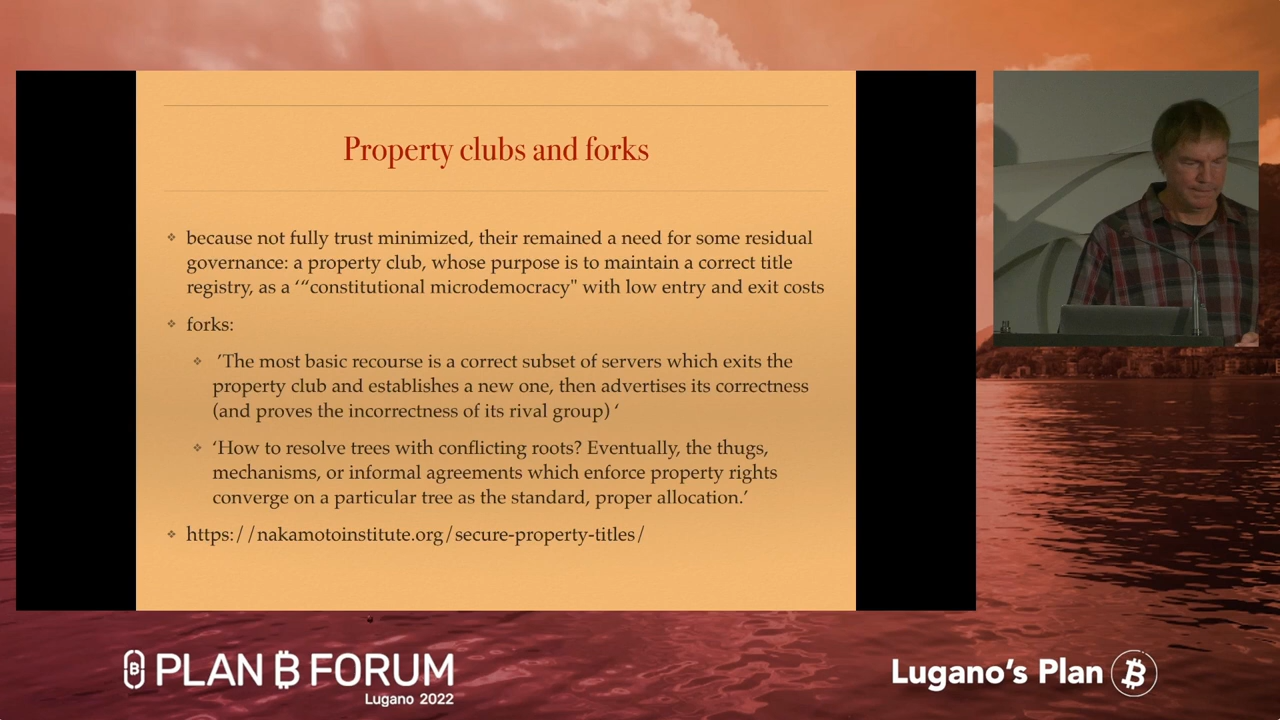 Property clubs and forks
because not fully trust minimized, their remained a need for some residual
governance: a property club, whose purpose is to maintain a correct title
registry, as a ‘“constitutional microdemocracy" with low entry and exit costs
forks:
’The most basic recourse is a correct subset of servers which exits the
property club and establishes a new one, then advertises its correctness
(and proves the incorrectness of its rival group) ‘
‘How to resolve trees with conflicting roots? Eventually, the thugs,
mechanisms, or informal agreements which enforce property rights
converge on a particular tree as the standard, proper allocation.’
https://nakamotoinstitute.org/secure-property-titles/
PLAN ₿ FORUM
Lugano 2022
Lugano’s Plan ₿